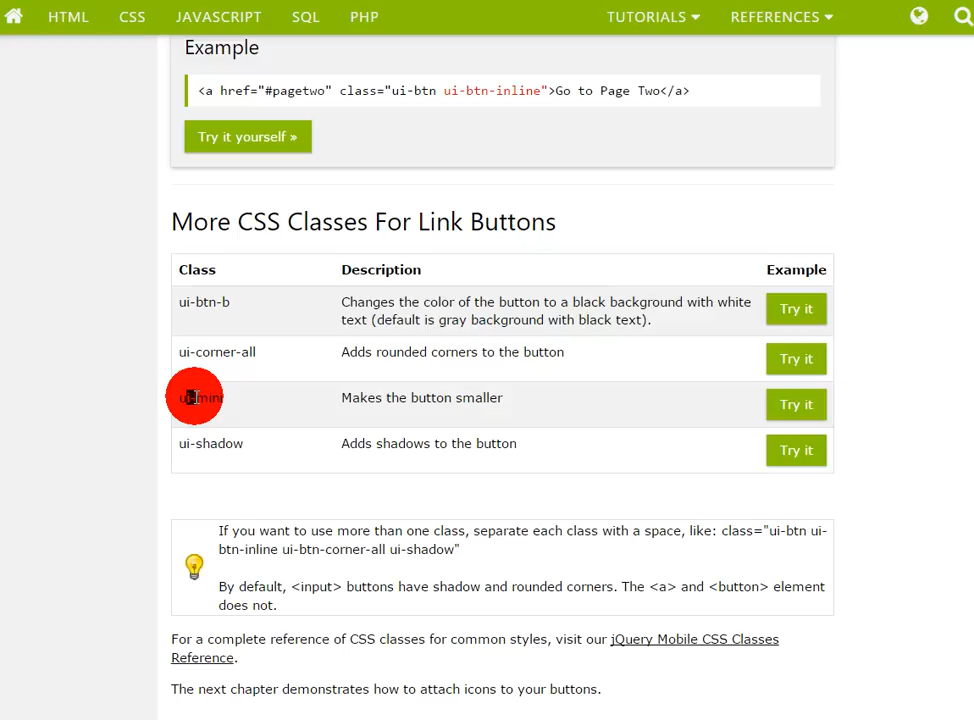 HTML CSS JAVASCRIPT SQL PHP TUTORIALS REFERENCES
Example
<a href="#pagetwo" class="ui-btn ui-btn-inline">Go to Page Two</a>
Try it yourself »
More CSS Classes For Link Buttons
Class Description Example
ui-btn-b Changes the color of the button to a black background with white Try it
text (default is gray background with black text).
ui-corner-all Adds rounded corners to the button Try it
ui-mini Makes the button smaller Try it
ui-shadow Adds shadows to the button Try it
If you want to use more than one class, separate each class with a space, like: class="ui-btn ui-
btn-inline ui-btn-corner-all ui-shadow"
By default, <input> buttons have shadow and rounded corners. The <a> and <button> element
does not.
For a complete reference of CSS classes for common styles, visit our jQuery Mobile CSS Classes
Reference.
The next chapter demonstrates how to attach icons to your buttons.